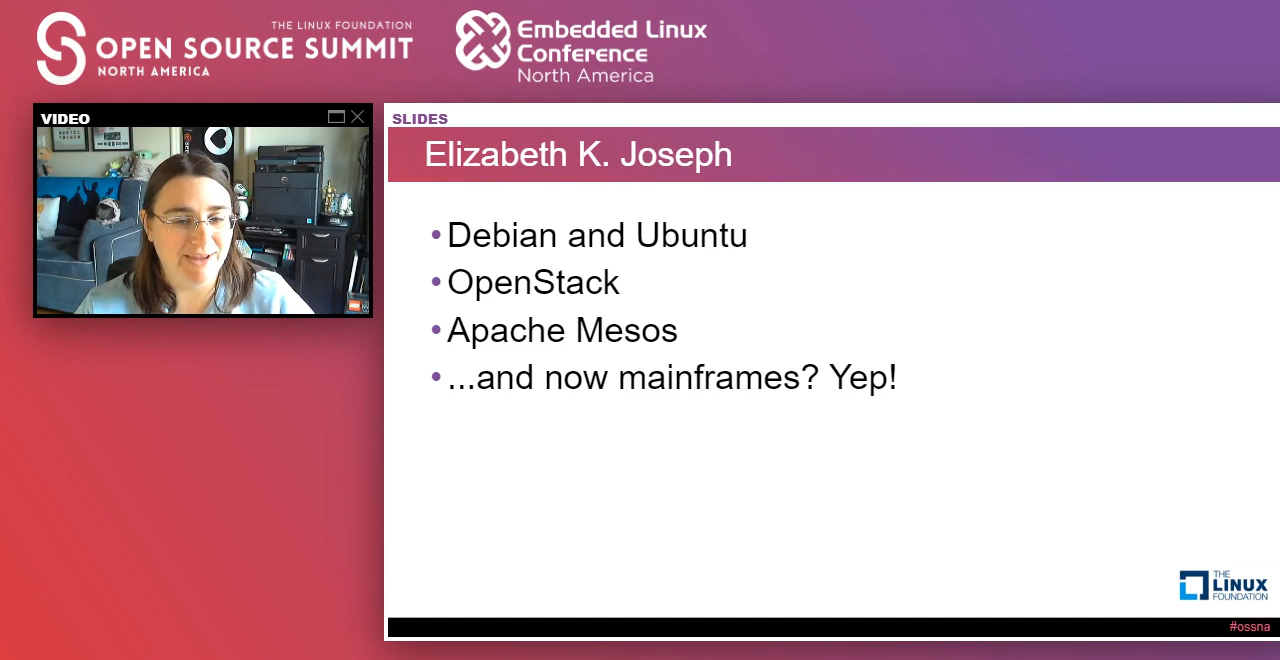 THE LINUX FOUNDATION
OPEN SOURCE SUMMIT
NORTH AMERICA
Embedded Linux
Conference
North America
VIDEO
SLIDES
Elizabeth K. Joseph
•Debian and Ubuntu
•OpenStack
•Apache Mesos
•...and now mainframes? Yep!
THE
LINUX
FOUNDATION
#ossna